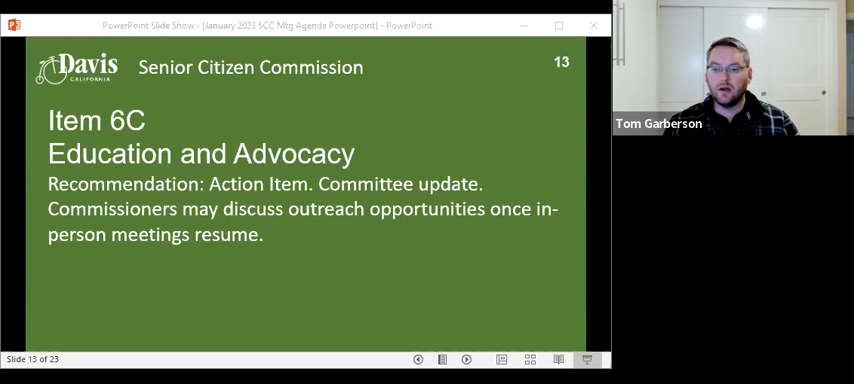 PowerPoint Slide Show - [January 2023 SCC Mtg Agenda Powerpoint] - PowerPoint
Davis
CALIFORNIA
Senior Citizen Commission
13
Item 6C
Education and Advocacy
Recommendation: Action Item. Committee update.
Commissioners may discuss outreach opportunities once in-
person meetings resume.
Tom Garberson
Slide 13 of 23